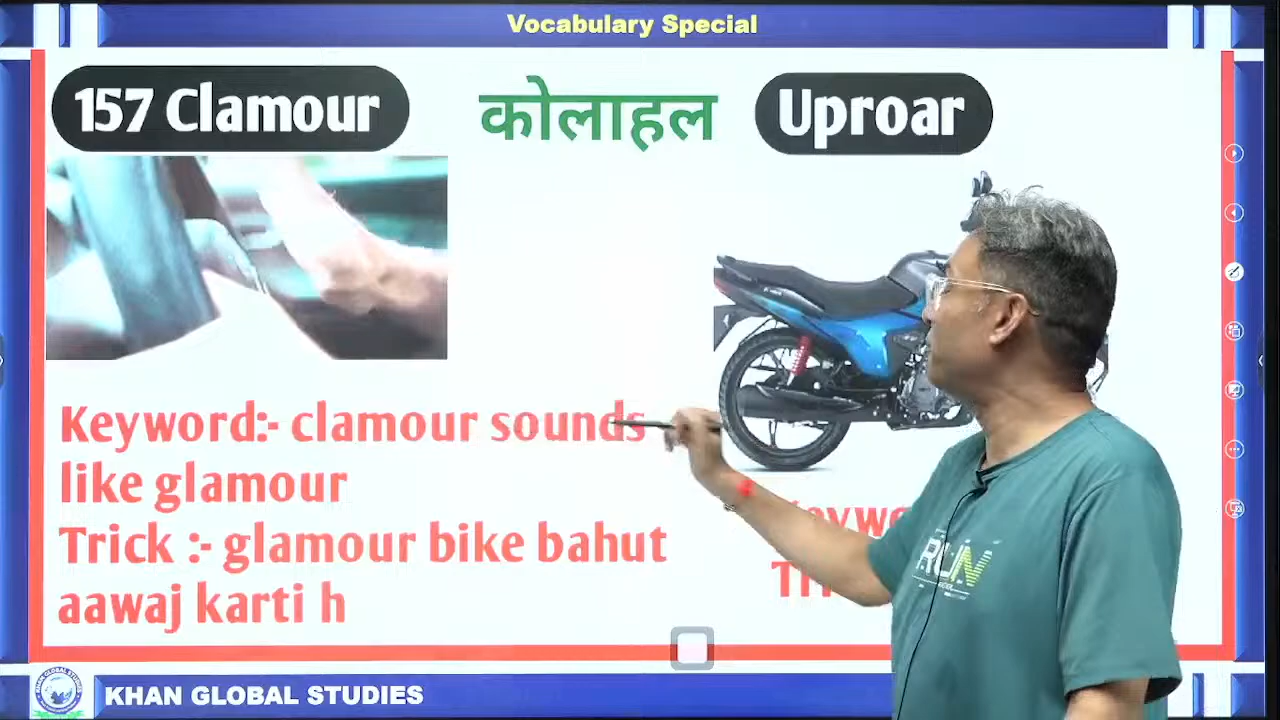 Vocabulary Special
157 Clamour
कोलाहल
Uproar
Keyword:- clamour sounds
like glamour
Trick :- glamour bike bahut
aawaj karti h
RUN
KHAN GLOBAL STUDIES